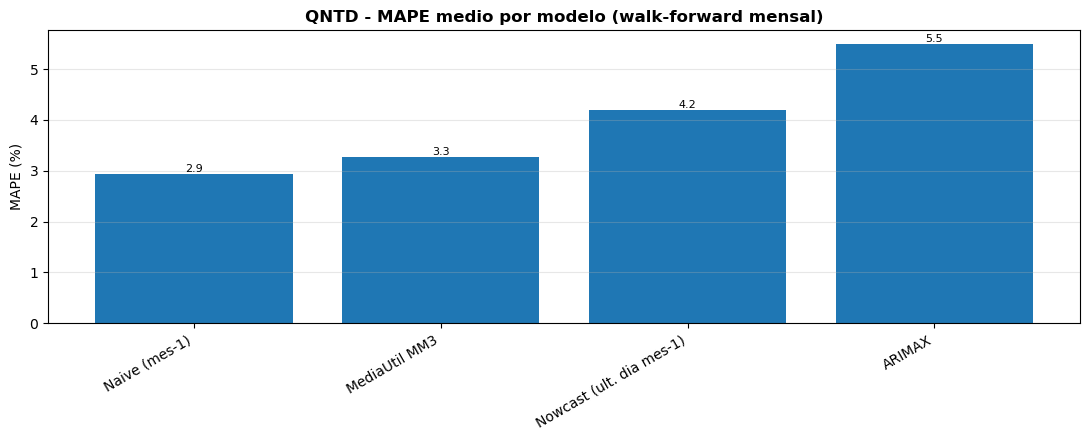 QNTD - MAPE medio por modelo (walk-forward mensal)
MAPE (%)
5
4
3
2
1
0
2.9
3.3
4.2
5.5
Naive (mes-1)
MediaUtil MM3
Nowcast (ult. dia mes-1)
ARIMAX